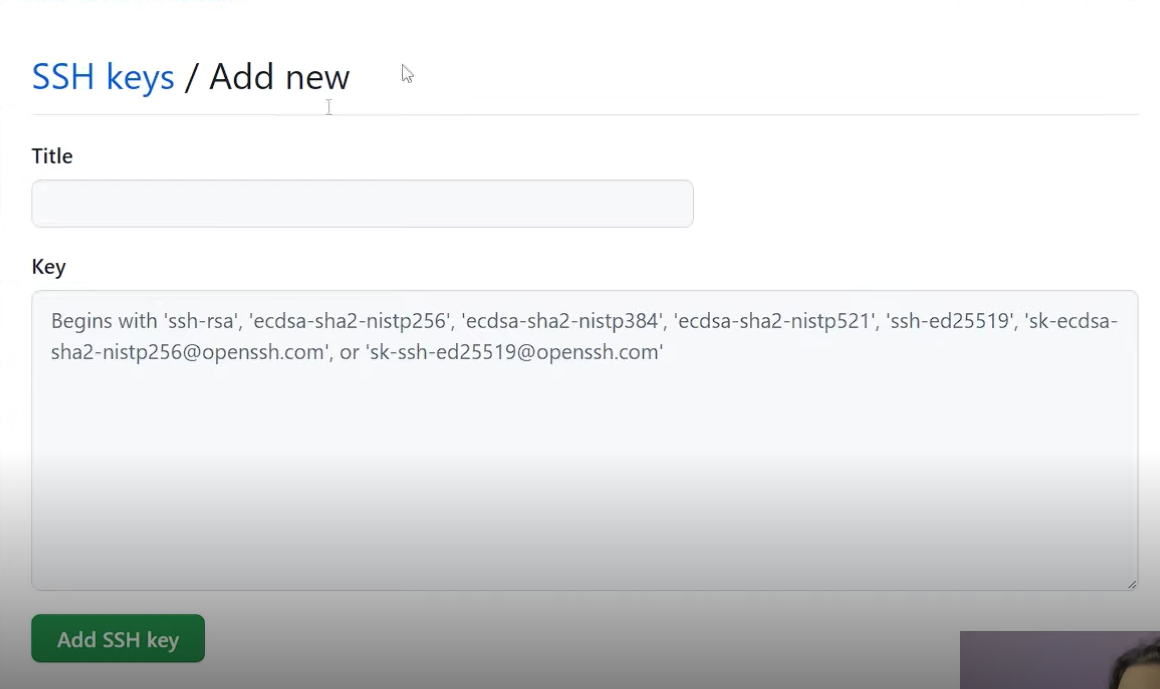 SSH keys / Add new
Title
Key
Begins with 'ssh-rsa', 'ecdsa-sha2-nistp256', 'ecdsa-sha2-nistp384', 'ecdsa-sha2-nistp521', 'ssh-ed25519', 'sk-ecdsa-
sha2-nistp256@openssh.com', or 'sk-ssh-ed25519@openssh.com'
Add SSH key